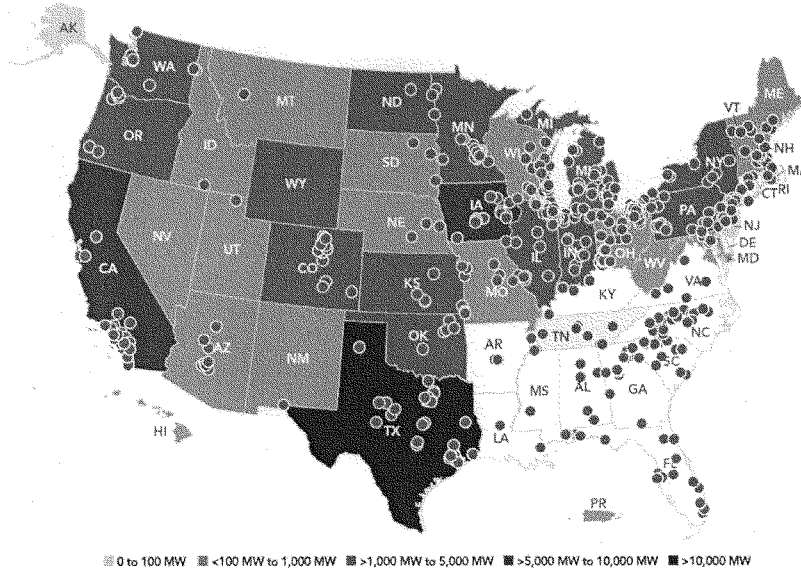 AK
WA
MT
ND
MN
MI
VT
ME
OR
ID
SD
WI
MI
NY
NH
MA
RI
CT
WY
NE
IA
PA
NJ
NV
UT
CO
KS
MO
IL
IN
OH
WV
DE
MD
VA
CA
KY
AZ
NM
OK
AR
TN
NC
SC
TX
LA
MS
AL
GA
FL
HI
PR
0 to 100 MW <100 MW to 1,000 MW >1,000 MW to 5,000 MW >5,000 MW to 10,000 MW >10,000 MW